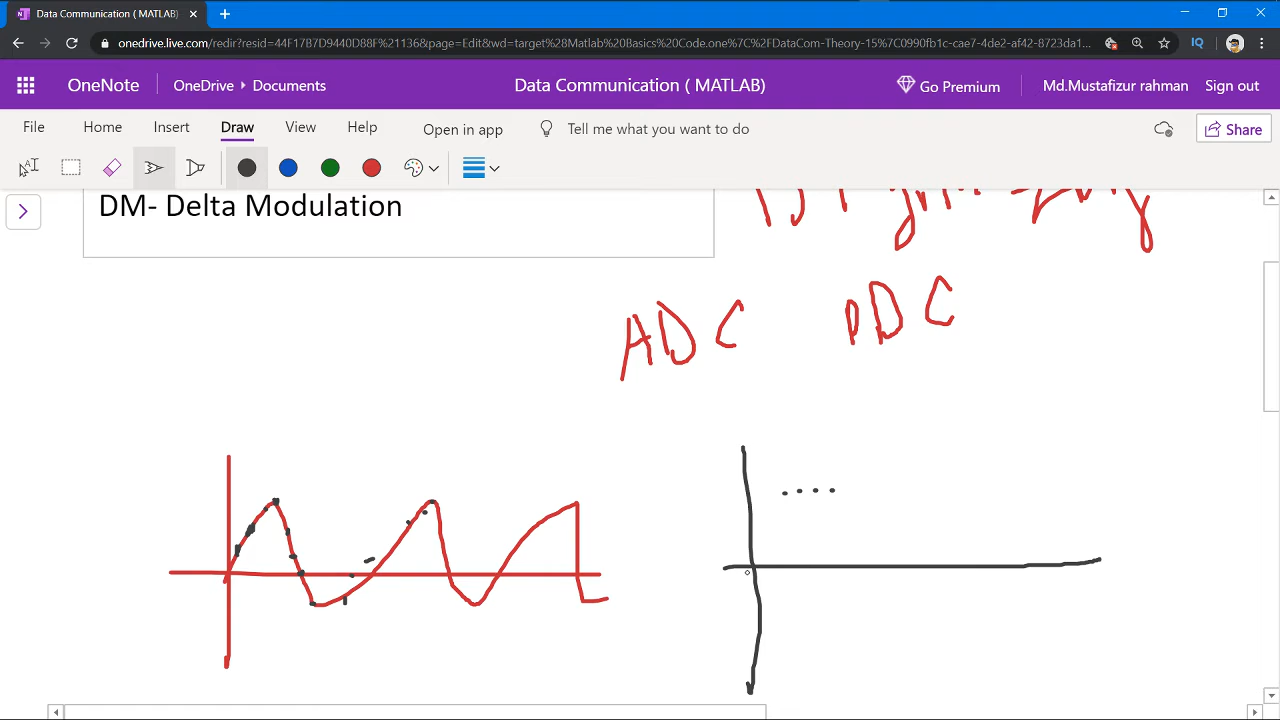 Data Communication (MATLAB)
onedrive.live.com/redir?resid=44F17B7D9440D88F%21136&page=Edit&wd=target%28Matlab%20Basics%20Code.one%7C%2FDataCom-Theory-15%7C0990fb1c-cae7-4de2-af42-8723da1...
IQ
OneNote OneDrive Documents Data Communication ( MATLAB) Go Premium Md.Mustafizur rahman Sign out
File Home Insert Draw View Help Open in app Tell me what you want to do Share
DM- Delta Modulation
ADC DDC